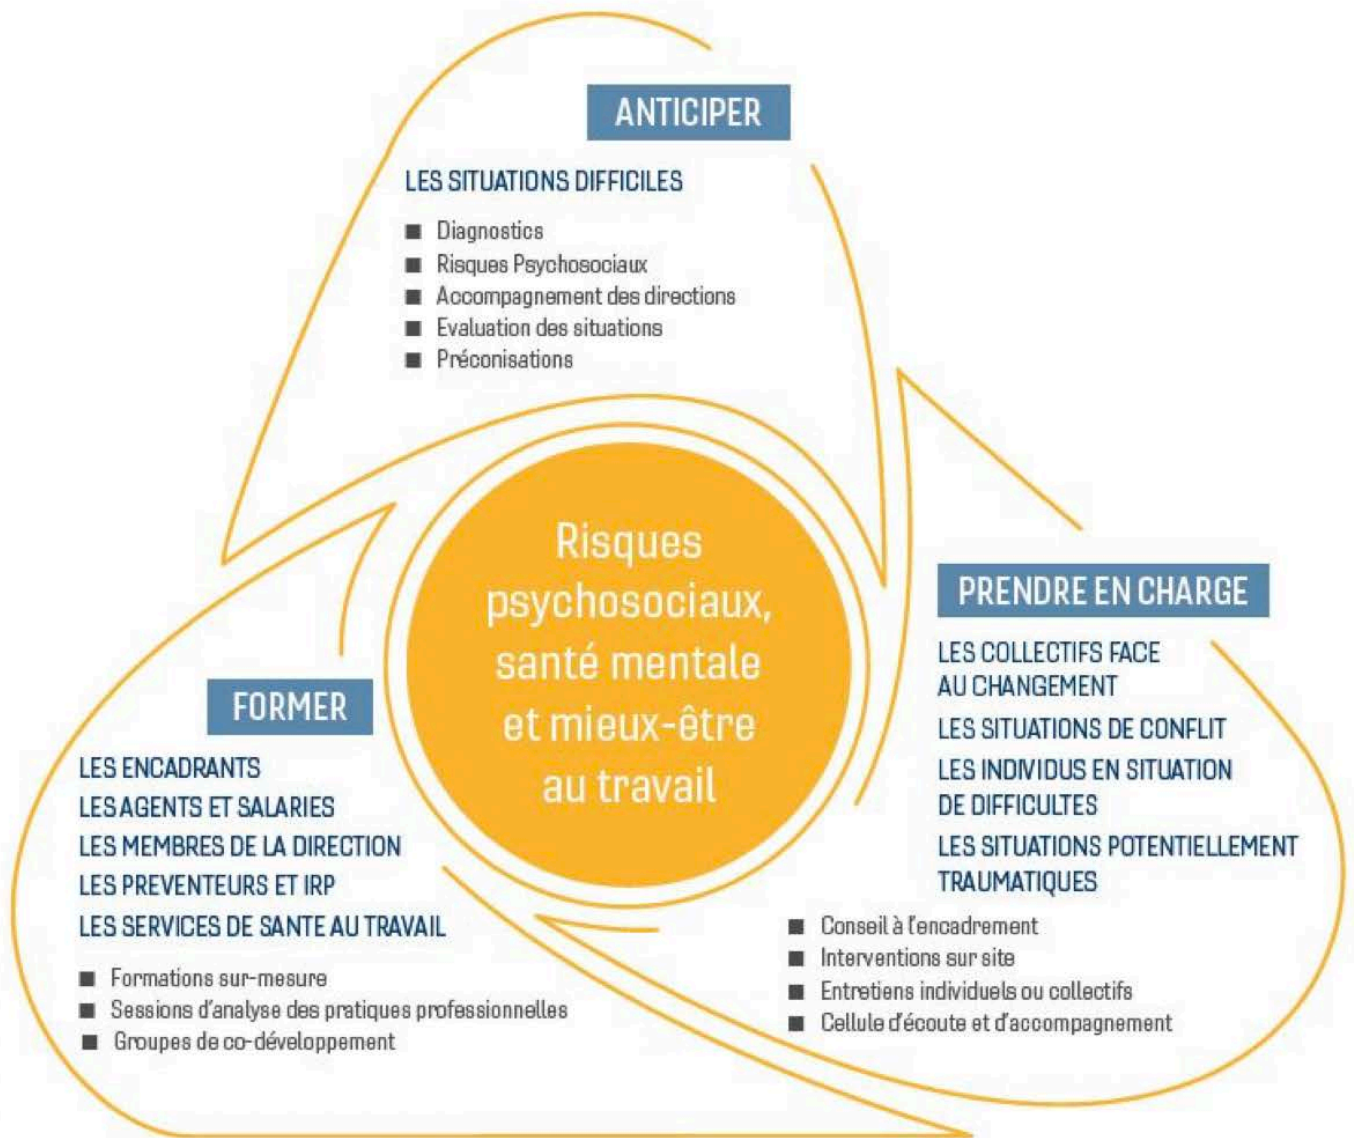 ANTICIPER
LES SITUATIONS DIFFICILES
■ Diagnostics
■ Risques Psychosociaux
■ Accompagnement des directions
■ Evaluation des situations
■ Préconisations
Risques
psychosociaux,
santé mentale
et mieux-être
au travail
PRENDRE EN CHARGE
LES COLLECTIFS FACE
AU CHANGEMENT
LES SITUATIONS DE CONFLIT
LES INDIVIDUS EN SITUATION
DE DIFFICULTES
LES SITUATIONS POTENTIELLEMENT
TRAUMATIQUES
■ Conseil à l'encadrement
■ Interventions sur site
■ Entretiens individuels ou collectifs
■ Cellule d'écoute et d'accompagnement
FORMER
LES ENCADRANTS
LES AGENTS ET SALARIES
LES MEMBRES DE LA DIRECTION
LES PREVENTEURS ET IRP
LES SERVICES DE SANTE AU TRAVAIL
■ Formations sur-mesure
■ Sessions d'analyse des pratiques professionnelles
■ Groupes de co-développement